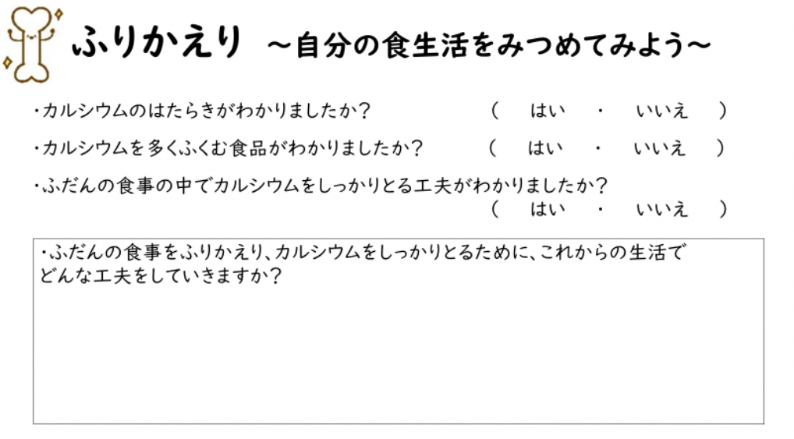 ふりかえり ～自分の食生活をみつめてみよう～
・カルシウムのはたらきがわかりましたか？ （ はい ・ いいえ ）
・カルシウムを多くふくむ食品がわかりましたか？ （ はい ・ いいえ ）
・ふだんの食事の中でカルシウムをしっかりとる工夫がわかりましたか？
（ はい ・ いいえ ）
・ふだんの食事をふりかえり、カルシウムをしっかりとるために、これからの生活で
どんな工夫をしていきますか？